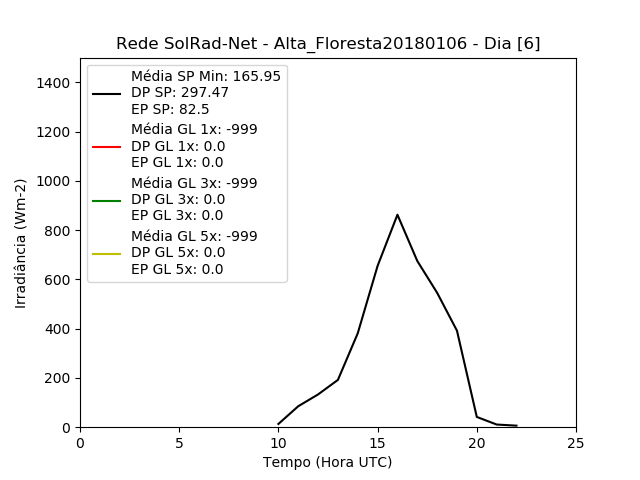 Rede SolRad-Net - Alta_Floresta20180106 - Dia [6]
Média SP Min: 165.95
DP SP: 297.47
EP SP: 82.5
Média GL 1x: -999
DP GL 1x: 0.0
EP GL 1x: 0.0
Média GL 3x: -999
DP GL 3x: 0.0
EP GL 3x: 0.0
Média GL 5x: -999
DP GL 5x: 0.0
EP GL 5x: 0.0
Irradiância (Wm-2)
1400
1200
1000
800
600
400
200
0
0 5 10 15 20 25
Tempo (Hora UTC)